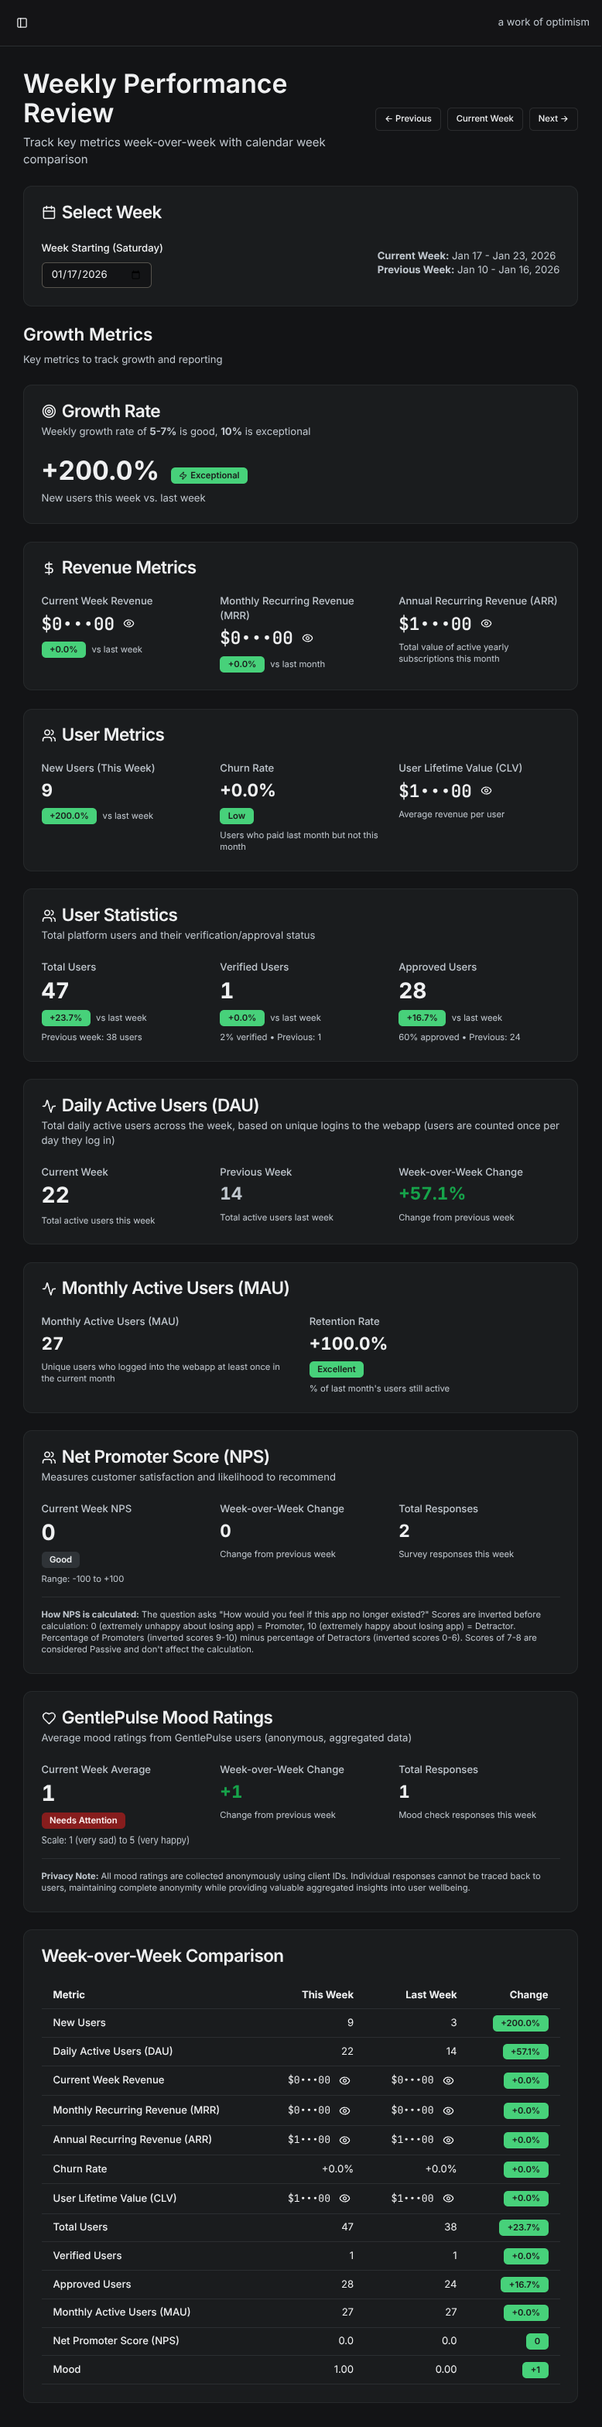 a work of optimism
Weekly Performance
Review
Track key metrics week-over-week with calendar week
comparison
← Previous
Current Week
Next →
Select Week
Week Starting (Saturday)
01/17/2026
Current Week: Jan 17 - Jan 23, 2026
Previous Week: Jan 10 - Jan 16, 2026
Growth Metrics
Key metrics to track growth and reporting
Growth Rate
Weekly growth rate of 5-7% is good, 10% is exceptional
+200.0% Exceptional
New users this week vs. last week
Revenue Metrics
Current Week Revenue
$0•••00
+0.0% vs last week
Monthly Recurring Revenue
(MRR)
$0•••00
+0.0% vs last month
Annual Recurring Revenue (ARR)
$1•••00
Total value of active yearly
subscriptions this month
User Metrics
New Users (This Week)
9
+200.0% vs last week
Churn Rate
+0.0%
Low
Users who paid last month but not this
month
User Lifetime Value (CLV)
$1•••00
Average revenue per user
User Statistics
Total platform users and their verification/approval status
Total Users
47
+23.7% vs last week
Previous week: 38 users
Verified Users
1
+0.0% vs last week
2% verified • Previous: 1
Approved Users
28
+16.7% vs last week
60% approved • Previous: 24
Daily Active Users (DAU)
Total daily active users across the week, based on unique logins to the webapp (users are counted once per
day they log in)
Current Week
22
Total active users this week
Previous Week
14
Total active users last week
Week-over-Week Change
+57.1%
Change from previous week
Monthly Active Users (MAU)
Monthly Active Users (MAU)
27
Unique users who logged into the webapp at least once in
the current month
Retention Rate
+100.0%
Excellent
% of last month's users still active
Net Promoter Score (NPS)
Measures customer satisfaction and likelihood to recommend
Current Week NPS
0
Good
Range: -100 to +100
Week-over-Week Change
0
Change from previous week
Total Responses
2
Survey responses this week
How NPS is calculated: The question asks "How would you feel if this app no longer existed?" Scores are inverted before
calculation: 0 (extremely unhappy about losing app) = Promoter, 10 (extremely happy about losing app) = Detractor.
Percentage of Promoters (inverted scores 9-10) minus percentage of Detractors (inverted scores 0-6). Scores of 7-8 are
considered Passive and don't affect the calculation.
GentlePulse Mood Ratings
Average mood ratings from GentlePulse users (anonymous, aggregated data)
Current Week Average
1
Needs Attention
Scale: 1 (very sad) to 5 (very happy)
Week-over-Week Change
+1
Change from previous week
Total Responses
1
Mood check responses this week
Privacy Note: All mood ratings are collected anonymously using client IDs. Individual responses cannot be traced back to
users, maintaining complete anonymity while providing valuable aggregated insights into user wellbeing.
Week-over-Week Comparison
Metric This Week Last Week Change
New Users 9 3 +200.0%
Daily Active Users (DAU) 22 14 +57.1%
Current Week Revenue $0•••00 $0•••00 +0.0%
Monthly Recurring Revenue (MRR) $0•••00 $0•••00 +0.0%
Annual Recurring Revenue (ARR) $1•••00 $1•••00 +0.0%
Churn Rate +0.0% +0.0% +0.0%
User Lifetime Value (CLV) $1•••00 $1•••00 +0.0%
Total Users 47 38 +23.7%
Verified Users 1 1 +0.0%
Approved Users 28 24 +16.7%
Monthly Active Users (MAU) 27 27 +0.0%
Net Promoter Score (NPS) 0.0 0.0 0
Mood 1.00 0.00 +1